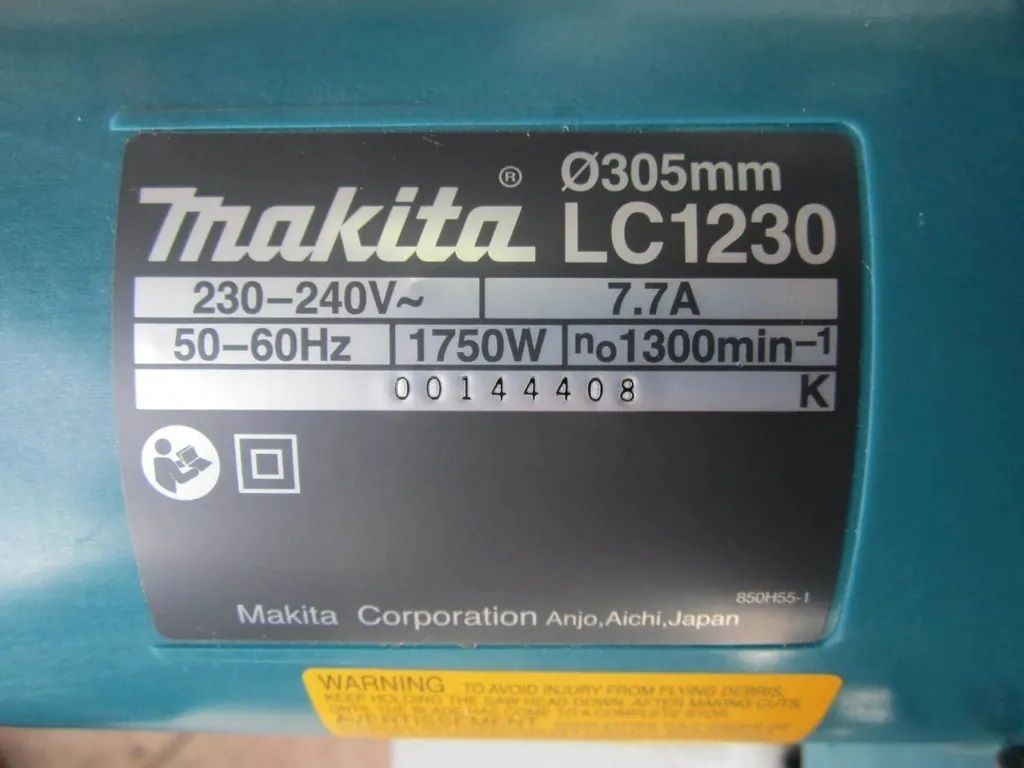 makita® Ø305mm
LC1230
230–240V~ 7.7A
50–60Hz 1750W no1300min–1
00144408 K
850H55-1
Makita Corporation Anjo,Aichi,Japan
WARNING TO AVOID INJURY FROM FLYING DEBRIS,
KEEP HOLDING THE SAW HEAD DOWN, AFTER MAKING CUTS,
UNTIL THE BLADE HAS COME TO A COMPLETE STOP.
AVERTISSEMENT